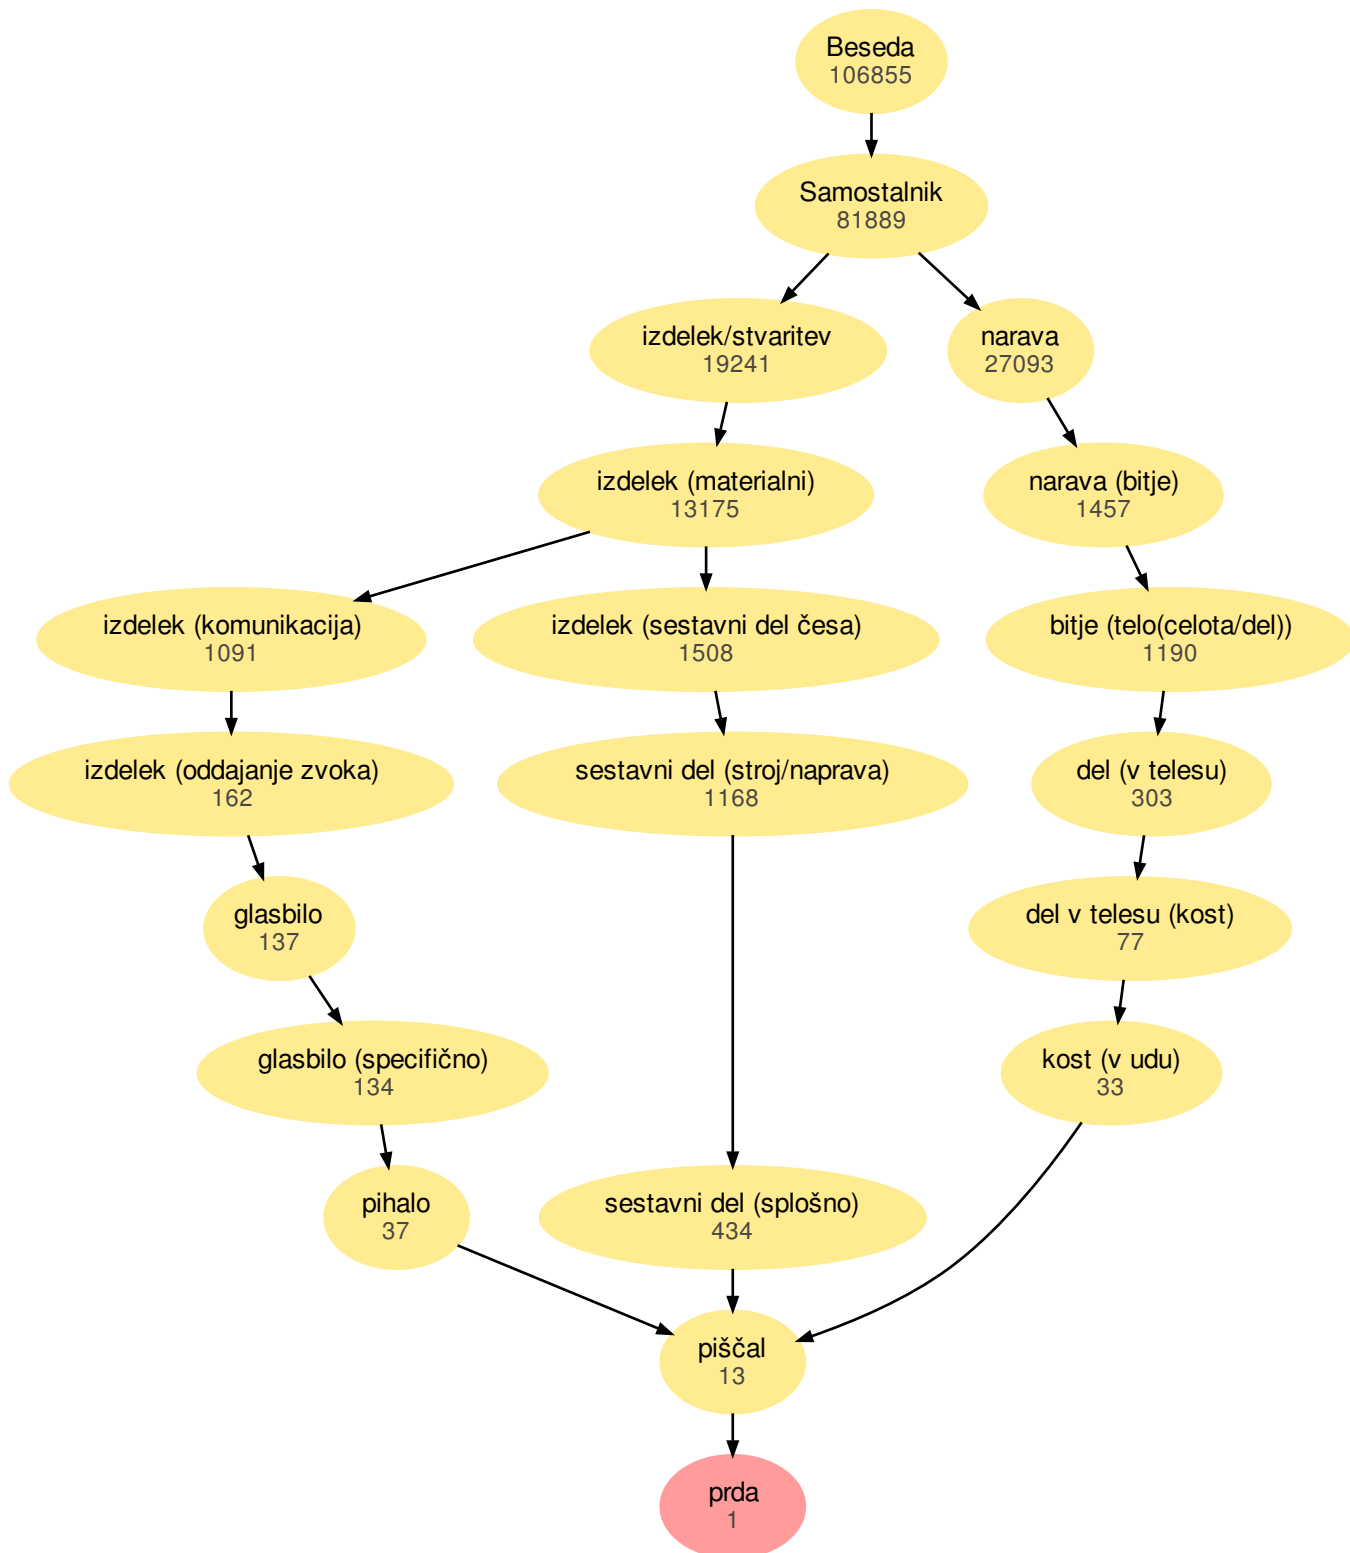 Beseda
106855
Samostalnik
81889
izdelek/stvaritev
19241
narava
27093
izdelek (materialni)
13175
narava (bitje)
1457
izdelek (komunikacija)
1091
izdelek (sestavni del česa)
1508
bitje (telo(celota/del))
1190
izdelek (oddajanje zvoka)
162
sestavni del (stroj/naprava)
1168
del (v telesu)
303
glasbilo
137
del v telesu (kost)
77
glasbilo (specifično)
134
kost (v udu)
33
pihalo
37
sestavni del (splošno)
434
piščal
13
prda
1